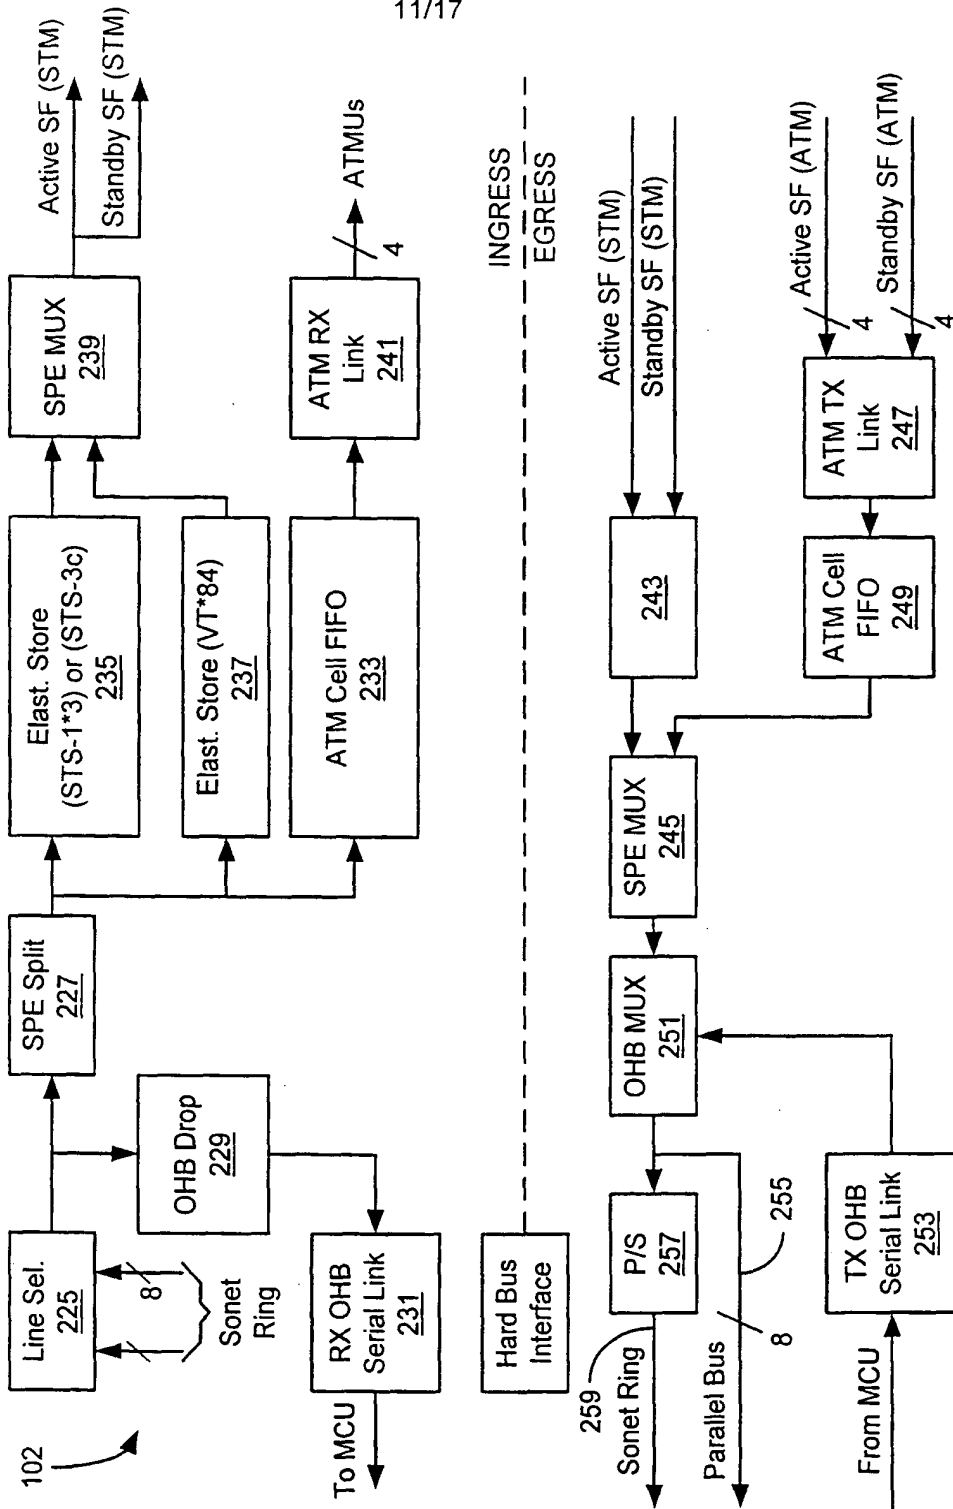 11/17
102
Line Sel.
225
8
Sonet
Ring
SPE Split
227
OHB Drop
229
RX OHB
Serial Link
231
To MCU
Elast. Store
(STS-1*3) or (STS-3c)
235
Elast. Store (VT*84)
237
ATM Cell FIFO
233
SPE MUX
239
Active SF (STM)
Standby SF (STM)
ATM RX
Link
241
4
ATMUs
Hard Bus
Interface
INGRESS
EGRESS
Active SF (STM)
Standby SF (STM)
243
SPE MUX
245
OHB MUX
251
P/S
257
259
Sonet Ring
Parallel Bus
8
255
Active SF (ATM)
4
Standby SF (ATM)
4
ATM TX
Link
247
ATM Cell
FIFO
249
TX OHB
Serial Link
253
From MCU